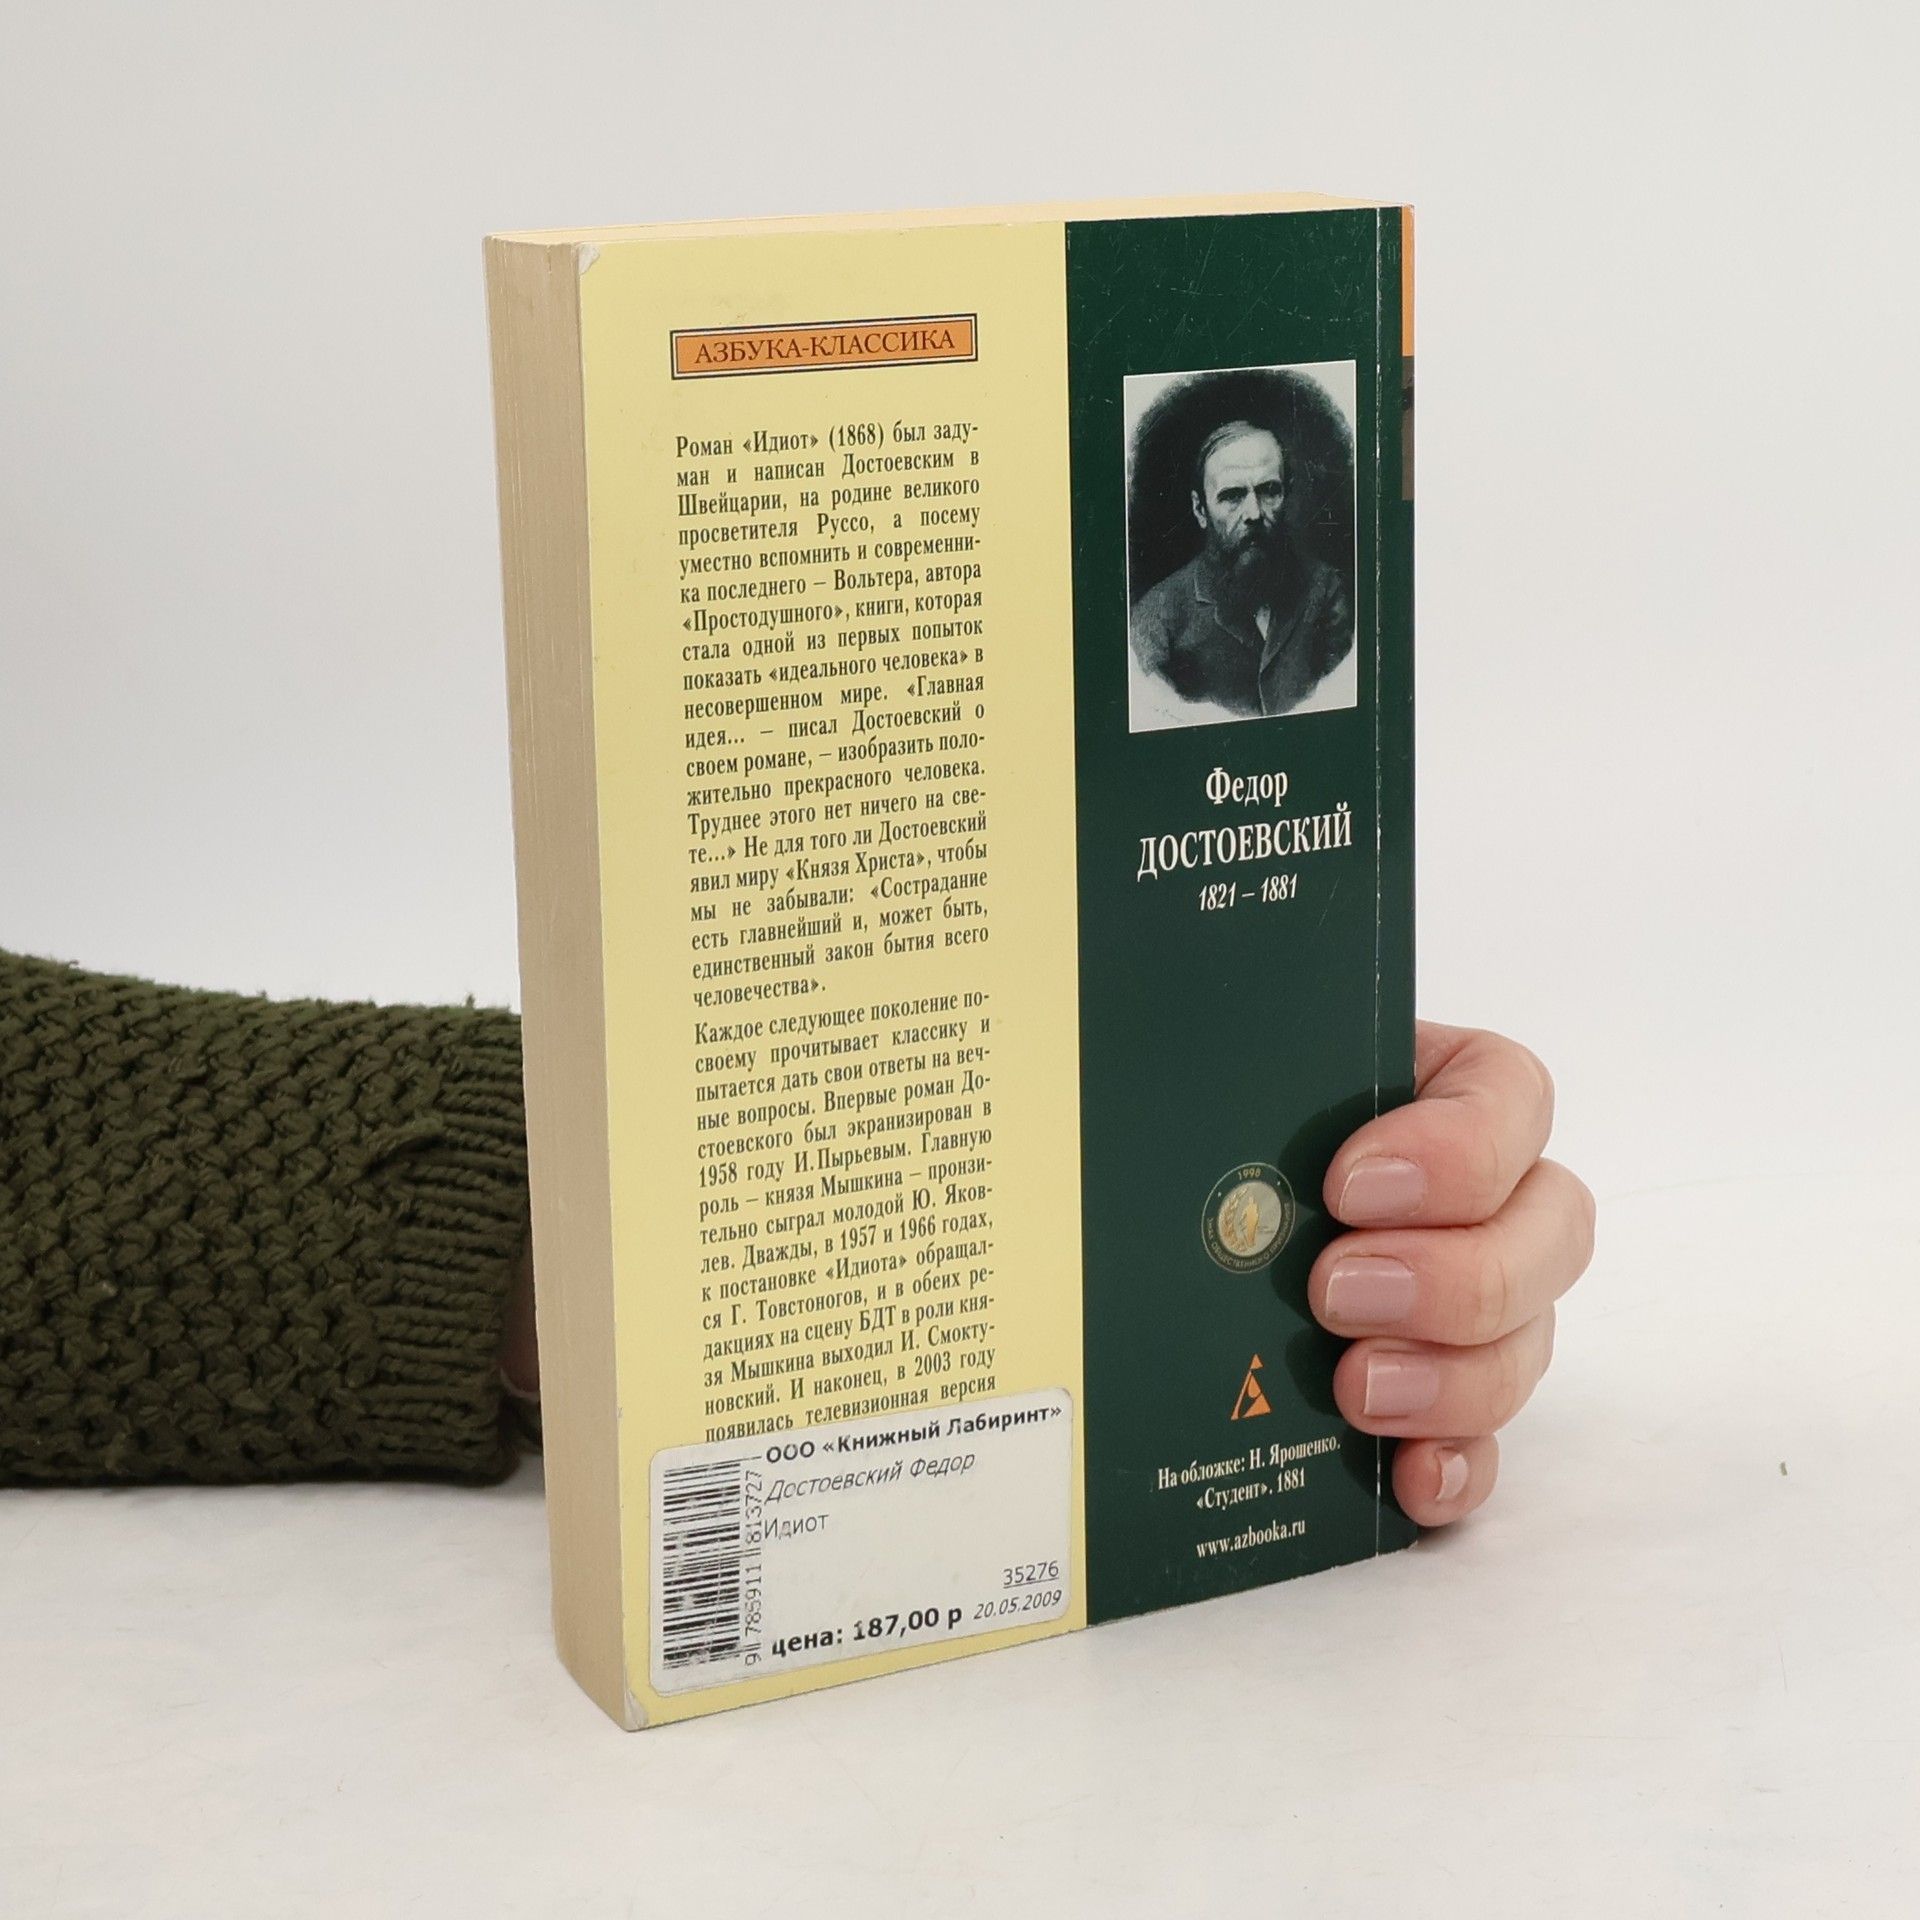 АЗБУКА-КЛАССИКА
Роман «Идиот» (1868) был заду-
ман и написан Достоевским в
Швейцарии, на родине великого
просветителя Руссо, а посему
уместно вспомнить и современни-
ка последнего – Вольтера, автора
«Простодушного», книги, которая
стала одной из первых попыток
показать «идеального человека» в
несовершенном мире. «Главная
идея... – писал Достоевский о
своем романе, – изобразить поло-
жительно прекрасного человека.
Труднее этого нет ничего на све-
те...» Не для того ли Достоевский
явил миру «Князя Христа», чтобы
мы не забывали: «Сострадание
есть главнейший и, может быть,
единственный закон бытия всего
человечества».
Каждое следующее поколение по-
своему прочитывает классику и
пытается дать свои ответы на веч-
ные вопросы. Впервые роман До-
стоевского был экранизирован в
1958 году И. Пырьевым. Главную
роль – князя Мышкина – пронзи-
тельно сыграл молодой Ю. Яков-
лев. Дважды, в 1957 и 1966 годах,
к постановке «Идиота» обращал-
ся Г. Товстоногов, и в обеих ре-
дакциях на сцену БДТ в роли кня-
зя Мышкина выходил И. Смокту-
новский. И наконец, в 2003 году
появилась телевизионная версия
ООО «Книжный Лабиринт»
Достоевский Федор
Идиот
35276
цена: 187,00 р 20.05.2009
9 785911 813727
Федор
ДОСТОЕВСКИЙ
1821 – 1881
1998
ЗНАК ОБЩЕСТВЕННОГО ПРИЗНАНИЯ
На обложке: Н. Ярошенко.
«Студент». 1881
www.azbooka.ru